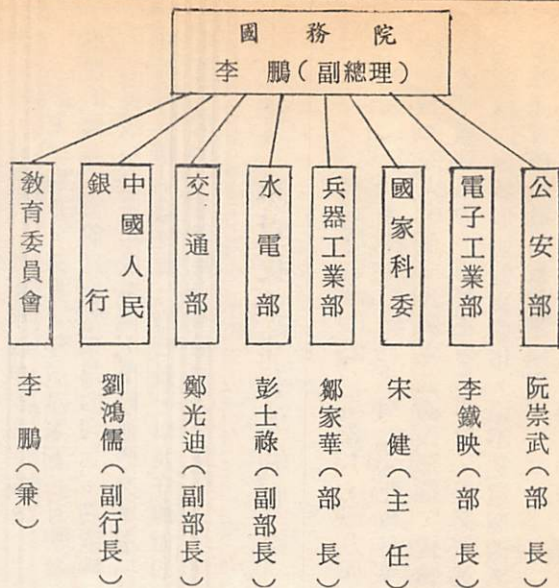 國務院
李鵬（副總理）
公安部
阮崇武（部長）
電子工業部
李鐵映（部長）
國家科委
宋健（主任）
兵器工業部
鄒家華（部長）
水電部
彭士祿（副部長）
交通部
鄭光迪（副部長）
中國人民
銀行
劉鴻儒（副行長）
教育委員會
李鵬（兼）